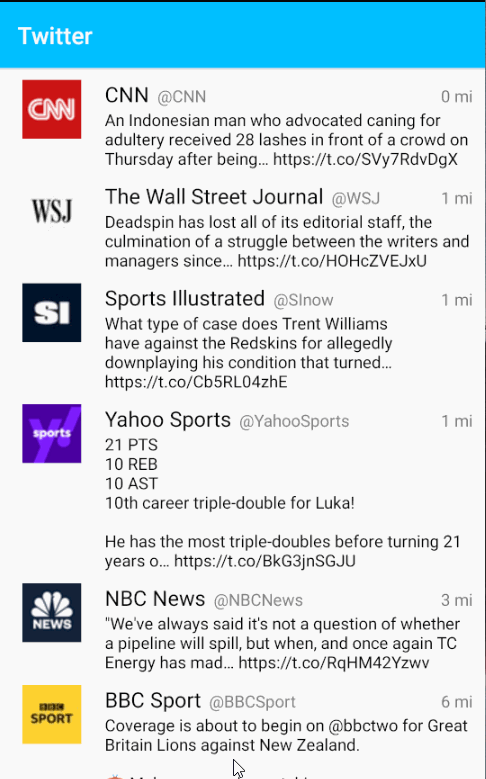 Twitter
CNN
CNN @CNN 0 mi
An Indonesian man who advocated caning for
adultery received 28 lashes in front of a crowd on
Thursday after being… https://t.co/SVy7RdvDgX
WSJ
The Wall Street Journal @WSJ 1 mi
Deadspin has lost all of its editorial staff, the
culmination of a struggle between the writers and
managers since… https://t.co/HOHcZVEJxU
SI
Sports Illustrated @SInow 1 mi
What type of case does Trent Williams
have against the Redskins for allegedly
downplaying his condition that turned…
https://t.co/Cb5RL04zhE
sports
Yahoo Sports @YahooSports 1 mi
21 PTS
10 REB
10 AST
10th career triple-double for Luka!
He has the most triple-doubles before turning 21
years o… https://t.co/BkG3jnSGJU
NEWS
NBC News @NBCNews 3 mi
"We've always said it's not a question of whether
a pipeline will spill, but when, and once again TC
Energy has mad… https://t.co/RqHM42Yzwv
BBC
SPORT
BBC Sport @BBCSport 6 mi
Coverage is about to begin on @bbctwo for Great
Britain Lions against New Zealand.